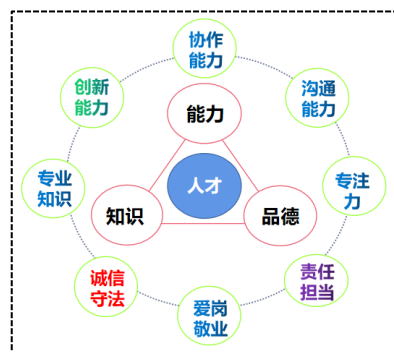 协作
能力
创新
能力
沟通
能力
能力
专业
知识
人才
专注
力
知识
品德
诚信
守法
责任
担当
爱岗
敬业